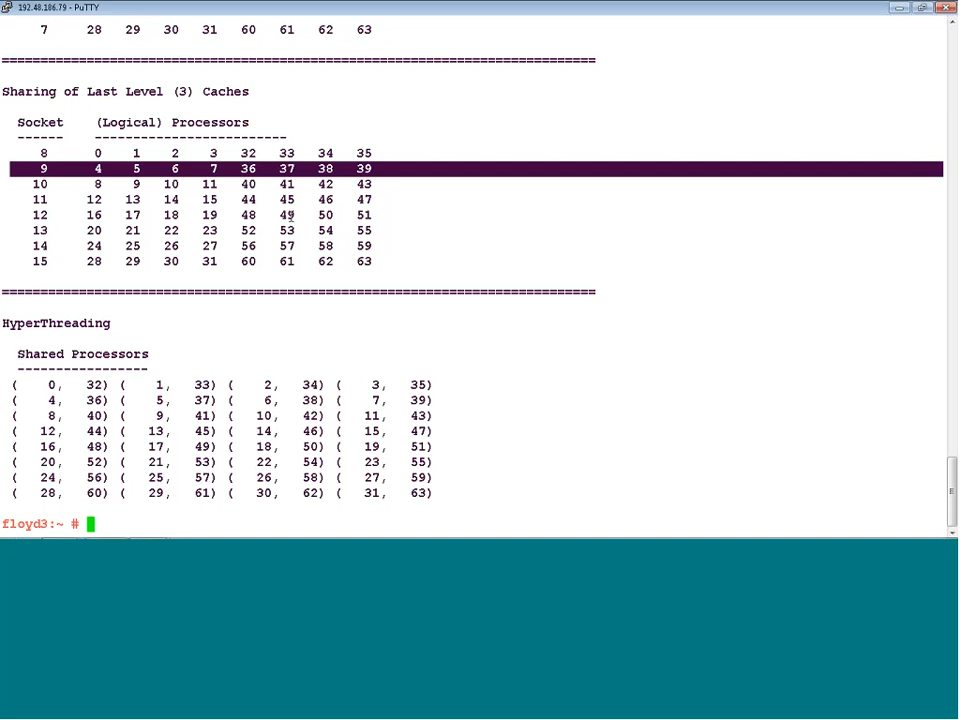 192.48.186.79 - PuTTY
7 28 29 30 31 60 61 62 63
=============================================================================
Sharing of Last Level (3) Caches
Socket (Logical) Processors
------ -------------------------
8 0 1 2 3 32 33 34 35
9 4 5 6 7 36 37 38 39
10 8 9 10 11 40 41 42 43
11 12 13 14 15 44 45 46 47
12 16 17 18 19 48 49 50 51
13 20 21 22 23 52 53 54 55
14 24 25 26 27 56 57 58 59
15 28 29 30 31 60 61 62 63
=============================================================================
HyperThreading
Shared Processors
-----------------
( 0, 32) ( 1, 33) ( 2, 34) ( 3, 35)
( 4, 36) ( 5, 37) ( 6, 38) ( 7, 39)
( 8, 40) ( 9, 41) ( 10, 42) ( 11, 43)
( 12, 44) ( 13, 45) ( 14, 46) ( 15, 47)
( 16, 48) ( 17, 49) ( 18, 50) ( 19, 51)
( 20, 52) ( 21, 53) ( 22, 54) ( 23, 55)
( 24, 56) ( 25, 57) ( 26, 58) ( 27, 59)
( 28, 60) ( 29, 61) ( 30, 62) ( 31, 63)
floyd3:~ #